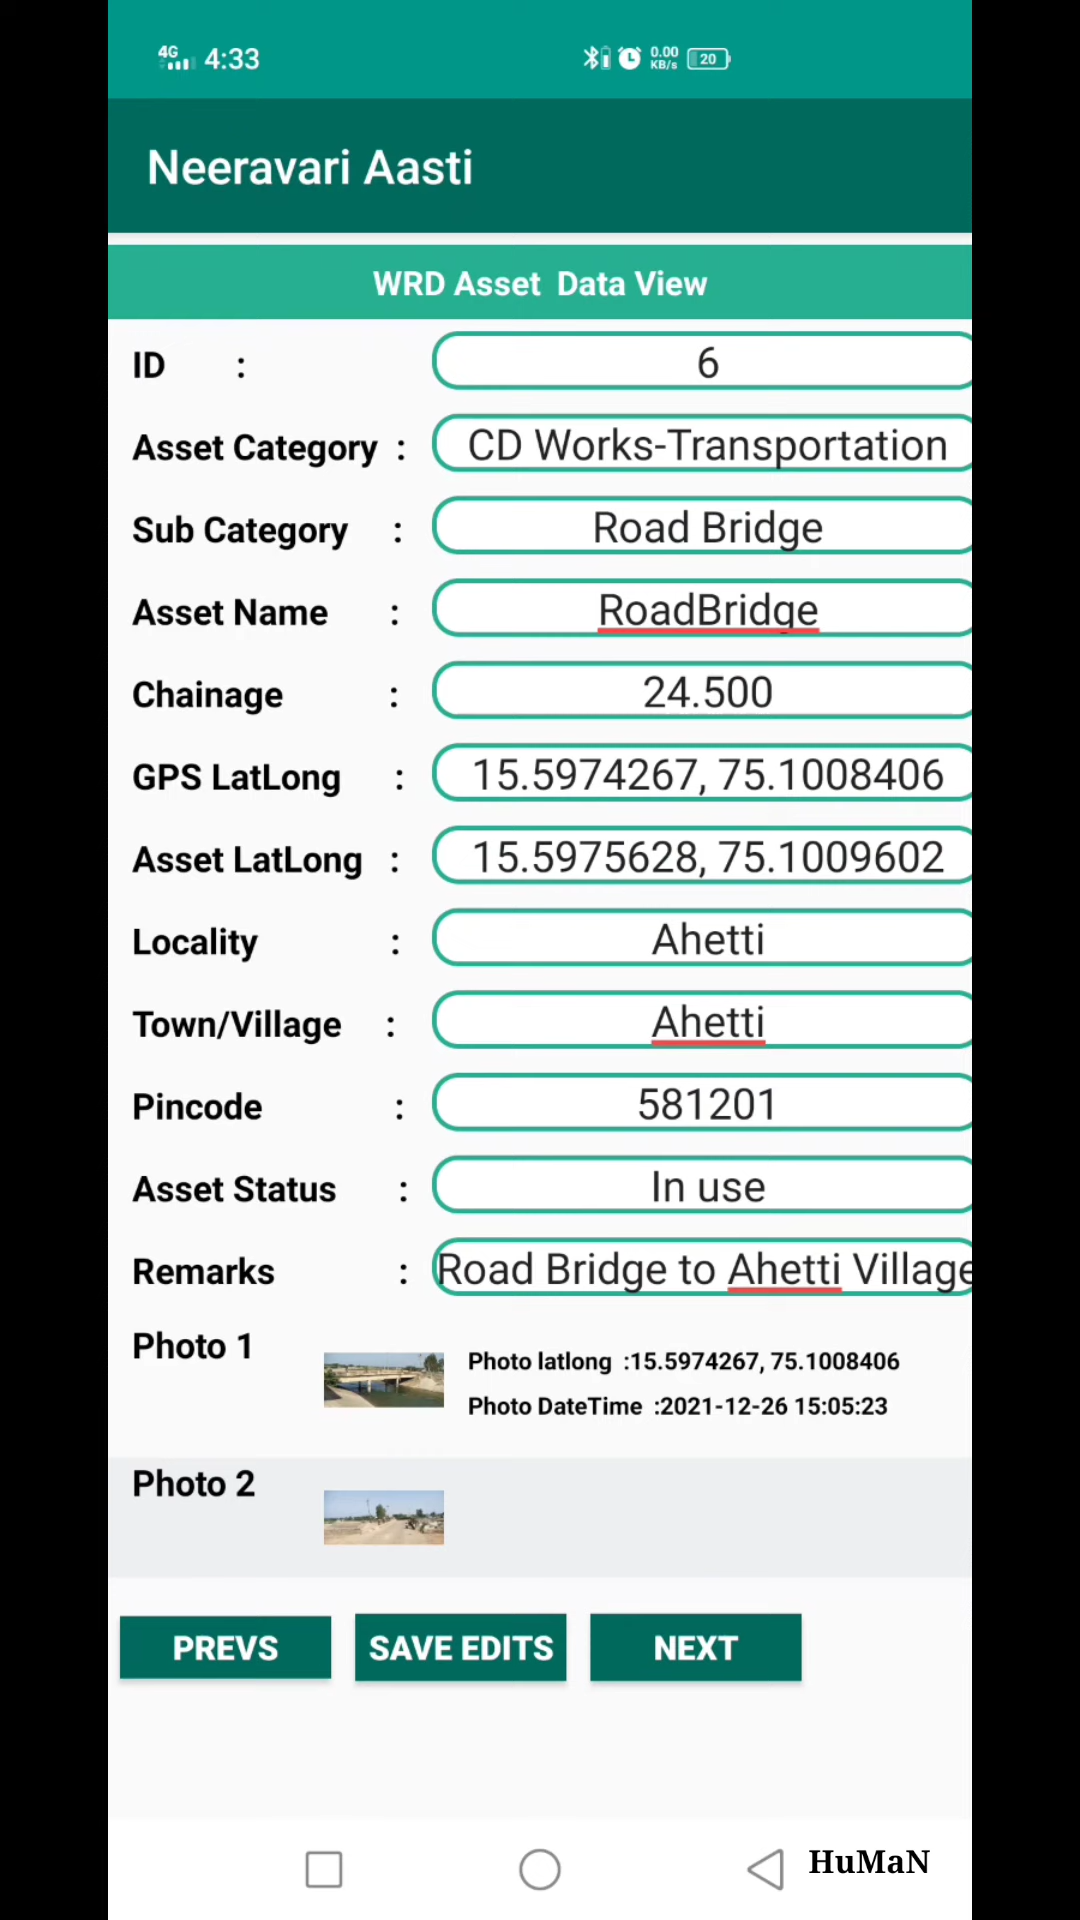 4G 4:33 0.00 KB/s 20
Neeravari Aasti
WRD Asset Data View
ID : 6
Asset Category : CD Works-Transportation
Sub Category : Road Bridge
Asset Name : RoadBridge
Chainage : 24.500
GPS LatLong : 15.5974267, 75.1008406
Asset LatLong : 15.5975628, 75.1009602
Locality : Ahetti
Town/Village : Ahetti
Pincode : 581201
Asset Status : In use
Remarks : Road Bridge to Ahetti Village
Photo 1
Photo latlong :15.5974267, 75.1008406
Photo DateTime :2021-12-26 15:05:23
Photo 2
PREVS SAVE EDITS NEXT
HuMaN